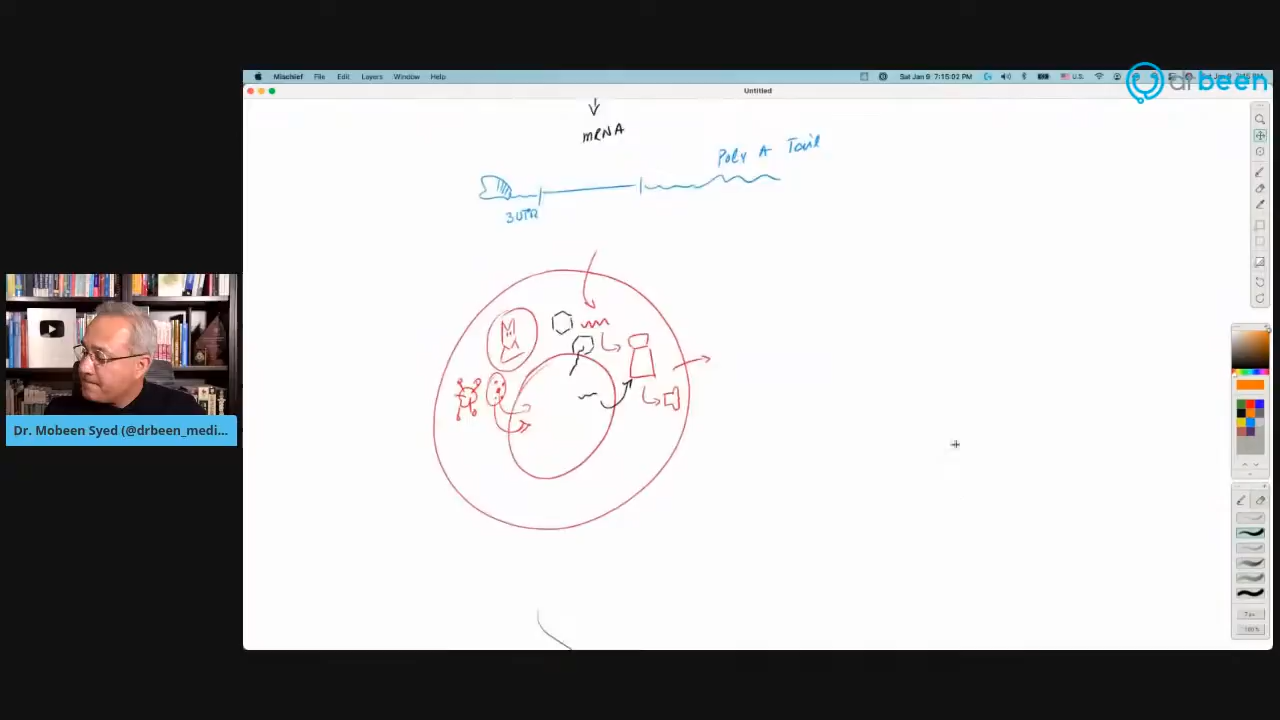 Mischief File Edit Layers Window Help
Sat Jan 9 7:15:02 PM
U.S.
drbeen
Untitled
mRNA
Poly A Tail
3UTR
Dr. Mobeen Syed (@drbeen_medi...
100%